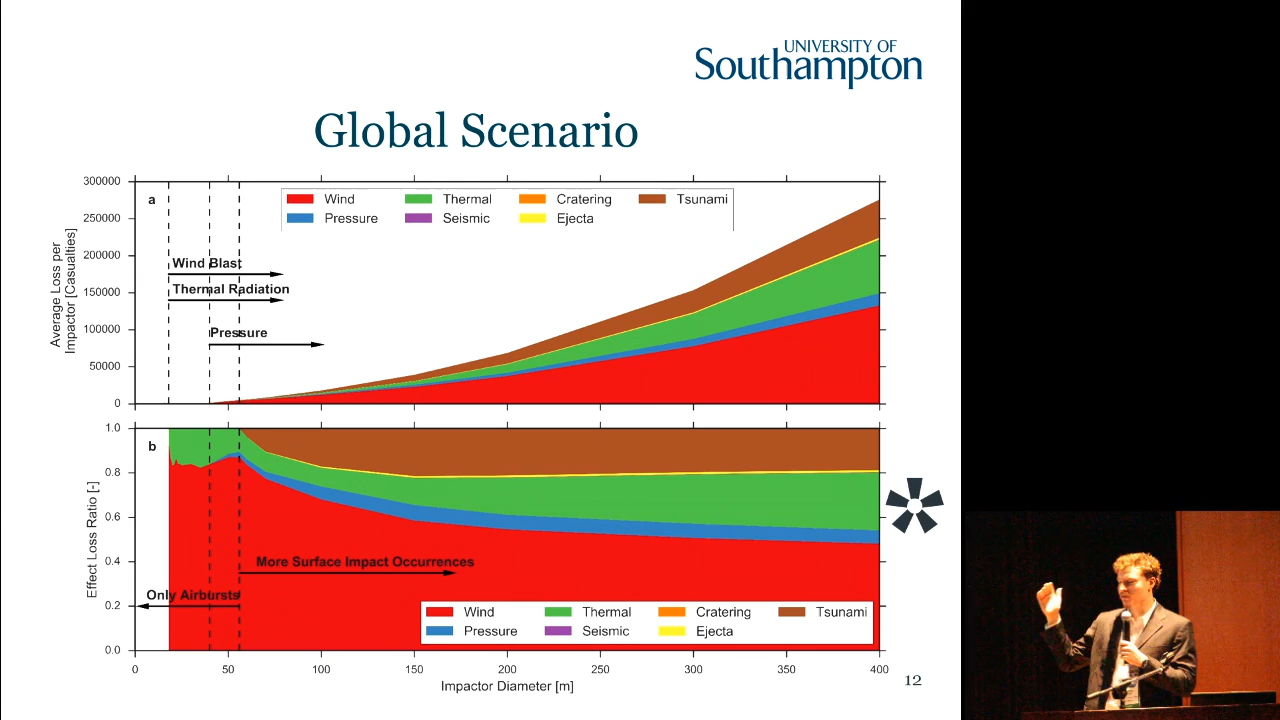 UNIVERSITY OF
Southampton
Global Scenario
300000
250000
200000
150000
100000
50000
0
Average Loss per
Impactor [Casualties]
a
Wind Thermal Cratering Tsunami
Pressure Seismic Ejecta
Wind Blast
Thermal Radiation
Pressure
1.0
0.8
0.6
0.4
0.2
0.0
Effect Loss Ratio [-]
b
More Surface Impact Occurrences
Only Airbursts
Wind Thermal Cratering Tsunami
Pressure Seismic Ejecta
0 50 100 150 200 250 300 350 400
Impactor Diameter [m]
12